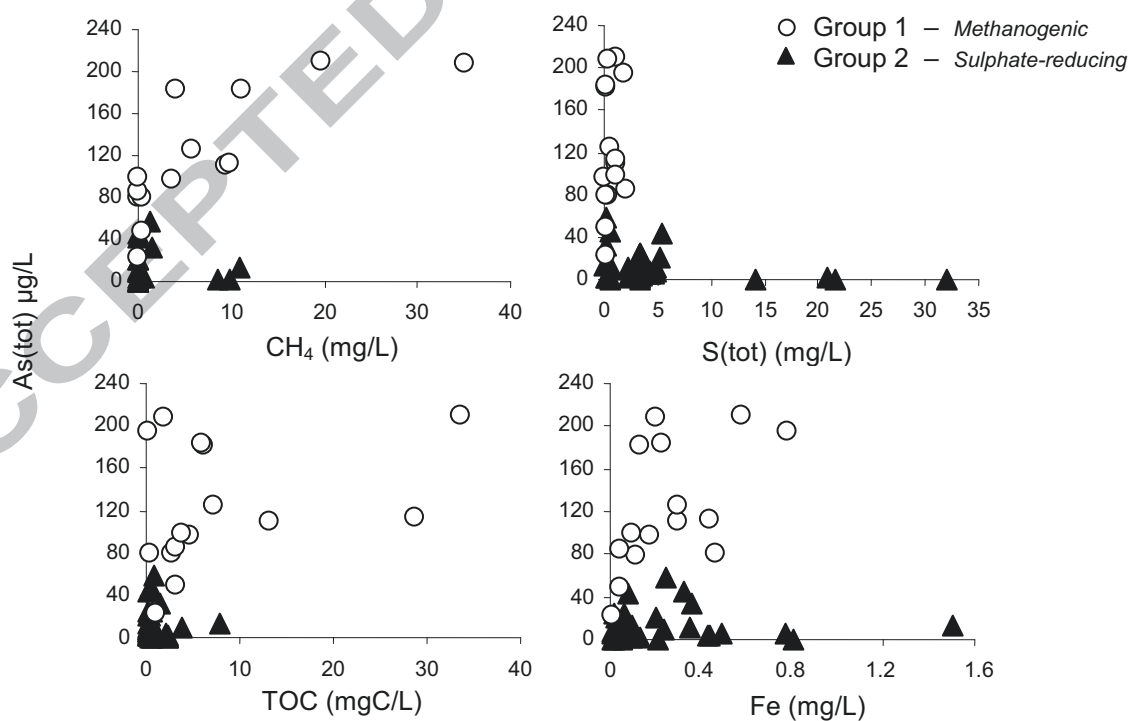 Group 1 – Methanogenic
Group 2 – Sulphate-reducing
As(tot) µg/L
240
200
160
120
80
40
0
0 10 20 30 40
CH₄ (mg/L)
240
200
160
120
80
40
0
0 5 10 15 20 25 30 35
S(tot) (mg/L)
240
200
160
120
80
40
0
0 10 20 30 40
TOC (mgC/L)
240
200
160
120
80
40
0
0 0.4 0.8 1.2 1.6
Fe (mg/L)
CCEPTED